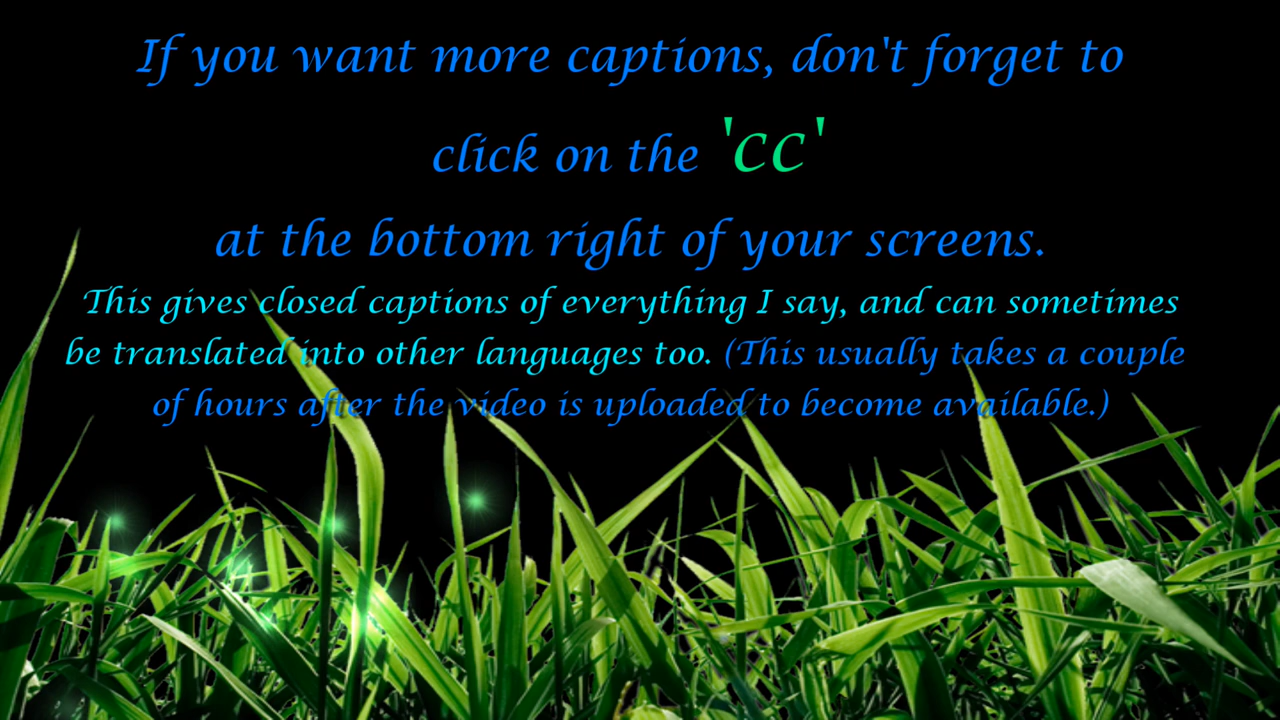 If you want more captions, don't forget to
click on the 'cc'
at the bottom right of your screens.
This gives closed captions of everything I say, and can sometimes
be translated into other languages too. (This usually takes a couple
of hours after the video is uploaded to become available.)